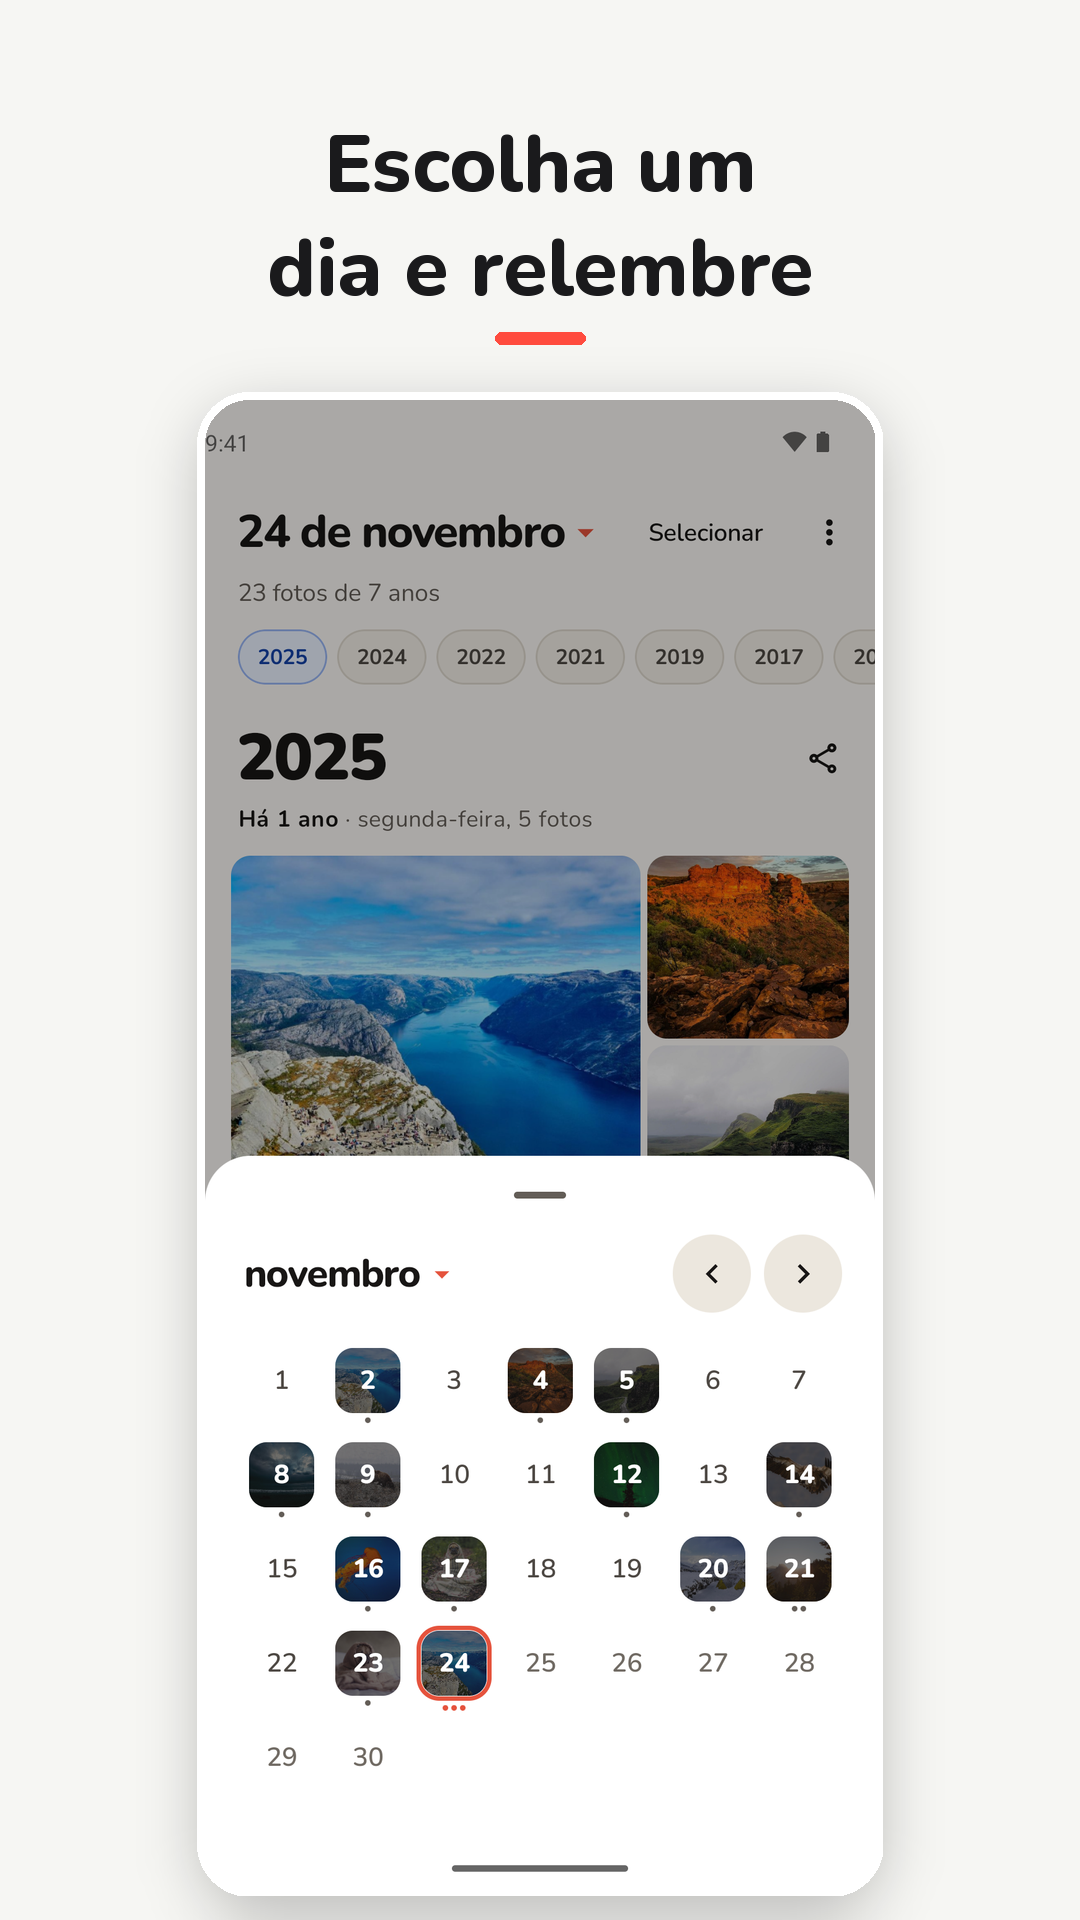 Escolha um
dia e relembre
9:41
24 de novembro
Selecionar
23 fotos de 7 anos
2025 2024 2022 2021 2019 2017 20
2025
Há 1 ano · segunda-feira, 5 fotos
novembro
1 2 3 4 5 6 7
8 9 10 11 12 13 14
15 16 17 18 19 20 21
22 23 24 25 26 27 28
29 30